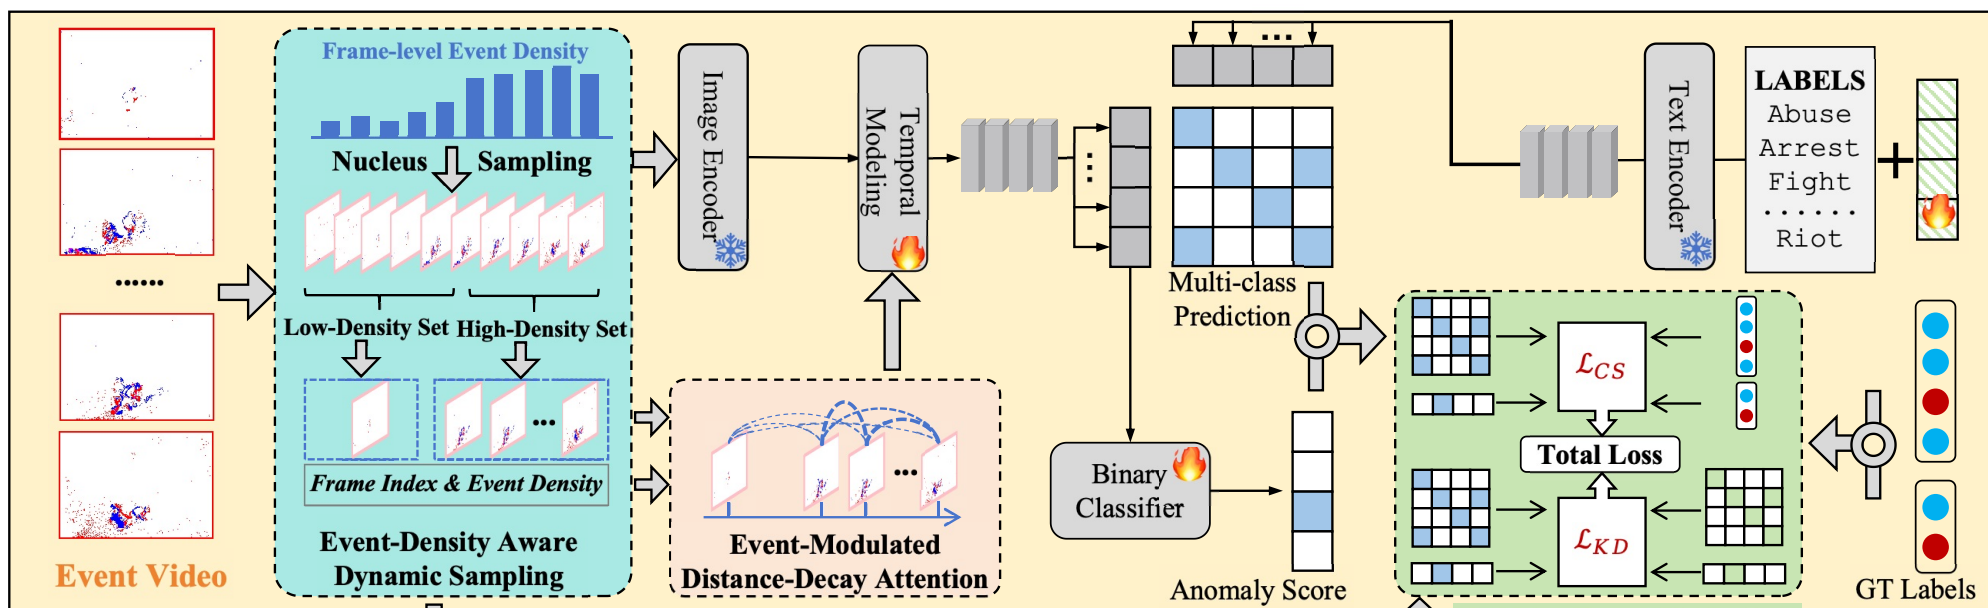 Frame-level Event Density
Nucleus Sampling
Low-Density Set High-Density Set
......
...
Frame Index & Event Density
Event-Density Aware
Dynamic Sampling
Event Video
Image Encoder
Temporal
Modeling
...
Event-Modulated
Distance-Decay Attention
...
...
Multi-class
Prediction
Binary
Classifier
Anomaly Score
Text Encoder
LABELS
Abuse
Arrest
Fight
......
Riot
+
ℒCS
Total Loss
ℒKD
GT Labels